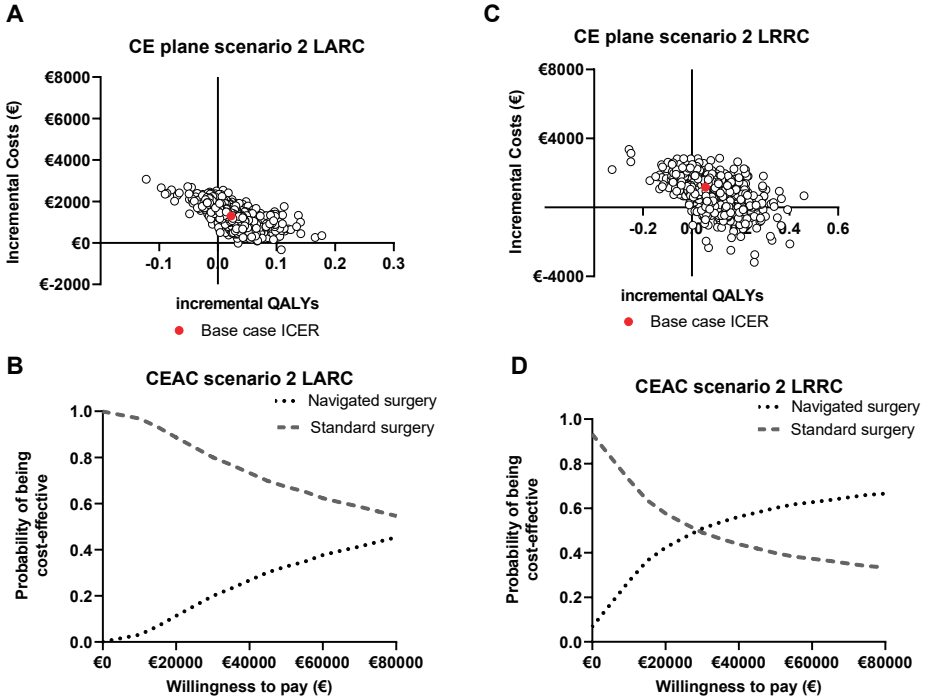 A
CE plane scenario 2 LARC
Incremental Costs (€)
€8000
€6000
€4000
€2000
€0
€-2000
-0.1
0.0
0.1
0.2
0.3
incremental QALYs
Base case ICER
C
CE plane scenario 2 LRRC
Incremental Costs (€)
€8000
€4000
€-4000
-0.2
0.0
0.2
0.4
0.6
incremental QALYs
Base case ICER
B
CEAC scenario 2 LARC
Navigated surgery
Standard surgery
Probability of being
cost-effective
1.0
0.8
0.6
0.4
0.2
0.0
€0
€20000
€40000
€60000
€80000
Willingness to pay (€)
D
CEAC scenario 2 LRRC
Navigated surgery
Standard surgery
Probability of being
cost-effective
1.0
0.8
0.6
0.4
0.2
0.0
€0
€20000
€40000
€60000
€80000
Willingness to pay (€)